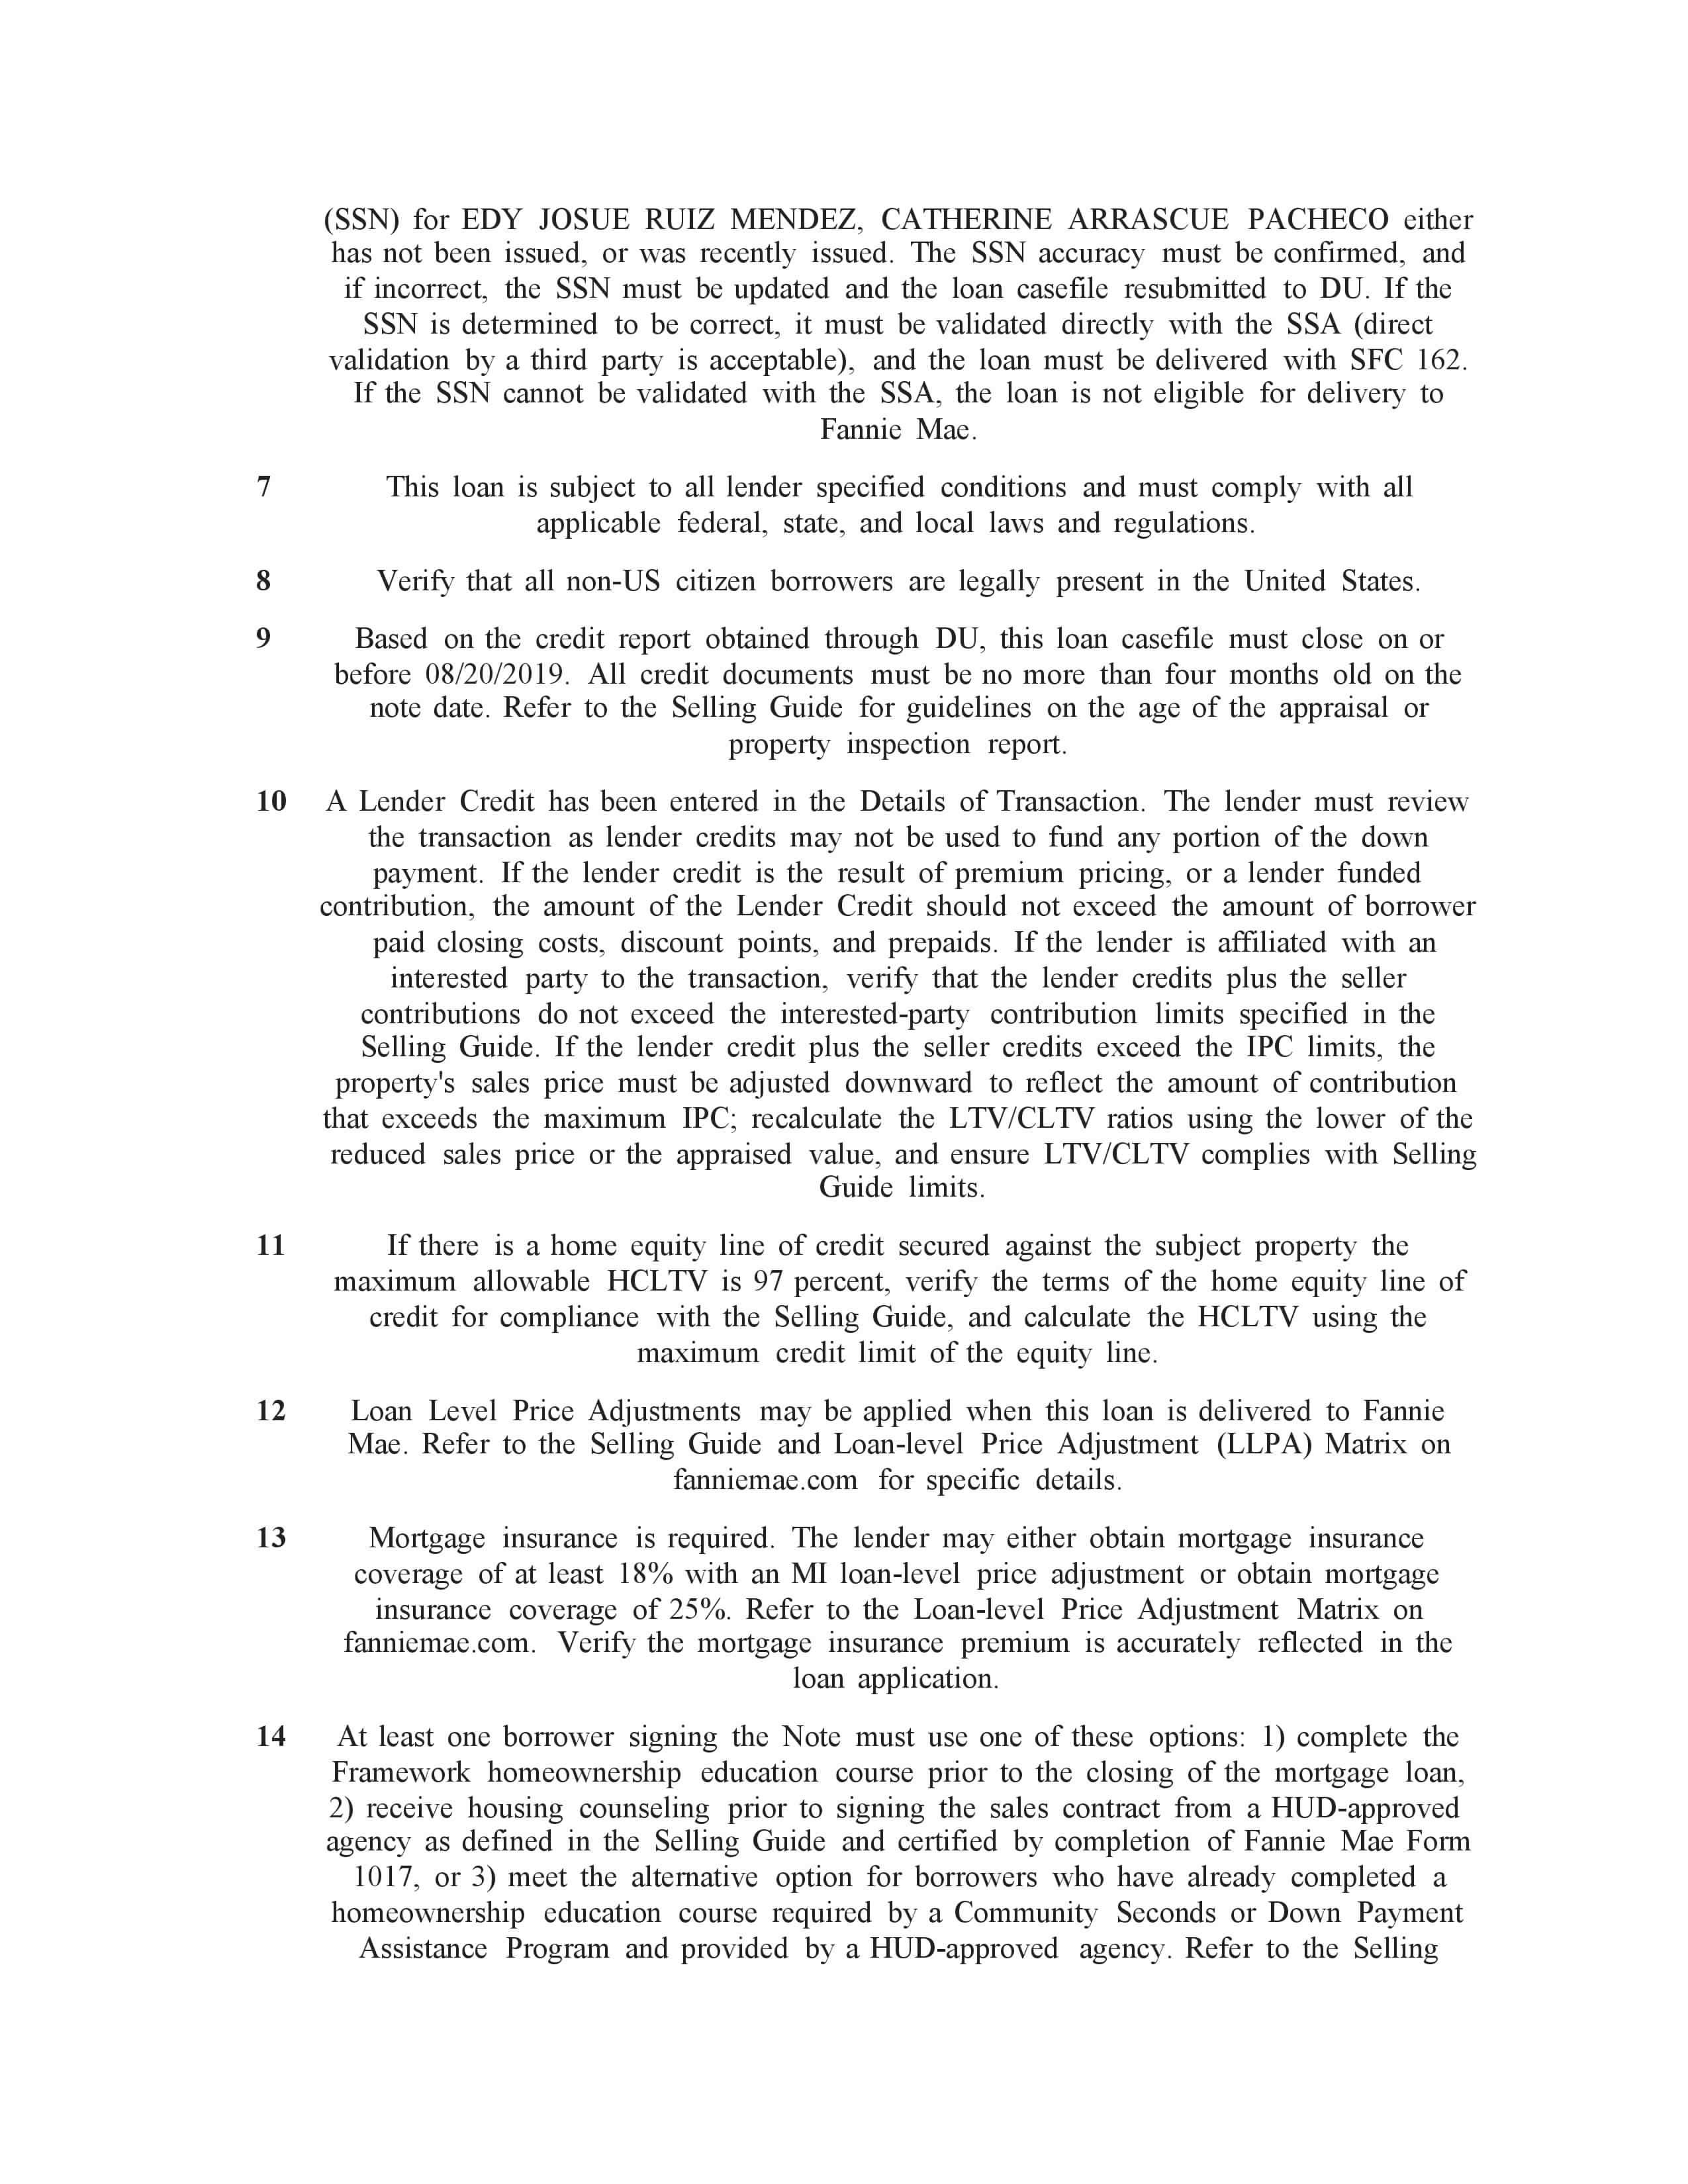 (SSN) for EDY JOSUE RUIZ MENDEZ, CATHERINE ARRASCUE PACHECO either
has not been issued, or was recently issued. The SSN accuracy must be confirmed, and
if incorrect, the SSN must be updated and the loan casefile resubmitted to DU. If the
SSN is determined to be correct, it must be validated directly with the SSA (direct
validation by a third party is acceptable), and the loan must be delivered with SFC 162.
If the SSN cannot be validated with the SSA, the loan is not eligible for delivery to
Fannie Mae.
7 This loan is subject to all lender specified conditions and must comply with all
applicable federal, state, and local laws and regulations.
8 Verify that all non-US citizen borrowers are legally present in the United States.
9 Based on the credit report obtained through DU, this loan casefile must close on or
before 08/20/2019. All credit documents must be no more than four months old on the
note date. Refer to the Selling Guide for guidelines on the age of the appraisal or
property inspection report.
10 A Lender Credit has been entered in the Details of Transaction. The lender must review
the transaction as lender credits may not be used to fund any portion of the down
payment. If the lender credit is the result of premium pricing, or a lender funded
contribution, the amount of the Lender Credit should not exceed the amount of borrower
paid closing costs, discount points, and prepaids. If the lender is affiliated with an
interested party to the transaction, verify that the lender credits plus the seller
contributions do not exceed the interested-party contribution limits specified in the
Selling Guide. If the lender credit plus the seller credits exceed the IPC limits, the
property's sales price must be adjusted downward to reflect the amount of contribution
that exceeds the maximum IPC; recalculate the LTV/CLTV ratios using the lower of the
reduced sales price or the appraised value, and ensure LTV/CLTV complies with Selling
Guide limits.
11 If there is a home equity line of credit secured against the subject property the
maximum allowable HCLTV is 97 percent, verify the terms of the home equity line of
credit for compliance with the Selling Guide, and calculate the HCLTV using the
maximum credit limit of the equity line.
12 Loan Level Price Adjustments may be applied when this loan is delivered to Fannie
Mae. Refer to the Selling Guide and Loan-level Price Adjustment (LLPA) Matrix on
fanniemae.com for specific details.
13 Mortgage insurance is required. The lender may either obtain mortgage insurance
coverage of at least 18% with an MI loan-level price adjustment or obtain mortgage
insurance coverage of 25%. Refer to the Loan-level Price Adjustment Matrix on
fanniemae.com. Verify the mortgage insurance premium is accurately reflected in the
loan application.
14 At least one borrower signing the Note must use one of these options: 1) complete the
Framework homeownership education course prior to the closing of the mortgage loan,
2) receive housing counseling prior to signing the sales contract from a HUD-approved
agency as defined in the Selling Guide and certified by completion of Fannie Mae Form
1017, or 3) meet the alternative option for borrowers who have already completed a
homeownership education course required by a Community Seconds or Down Payment
Assistance Program and provided by a HUD-approved agency. Refer to the Selling